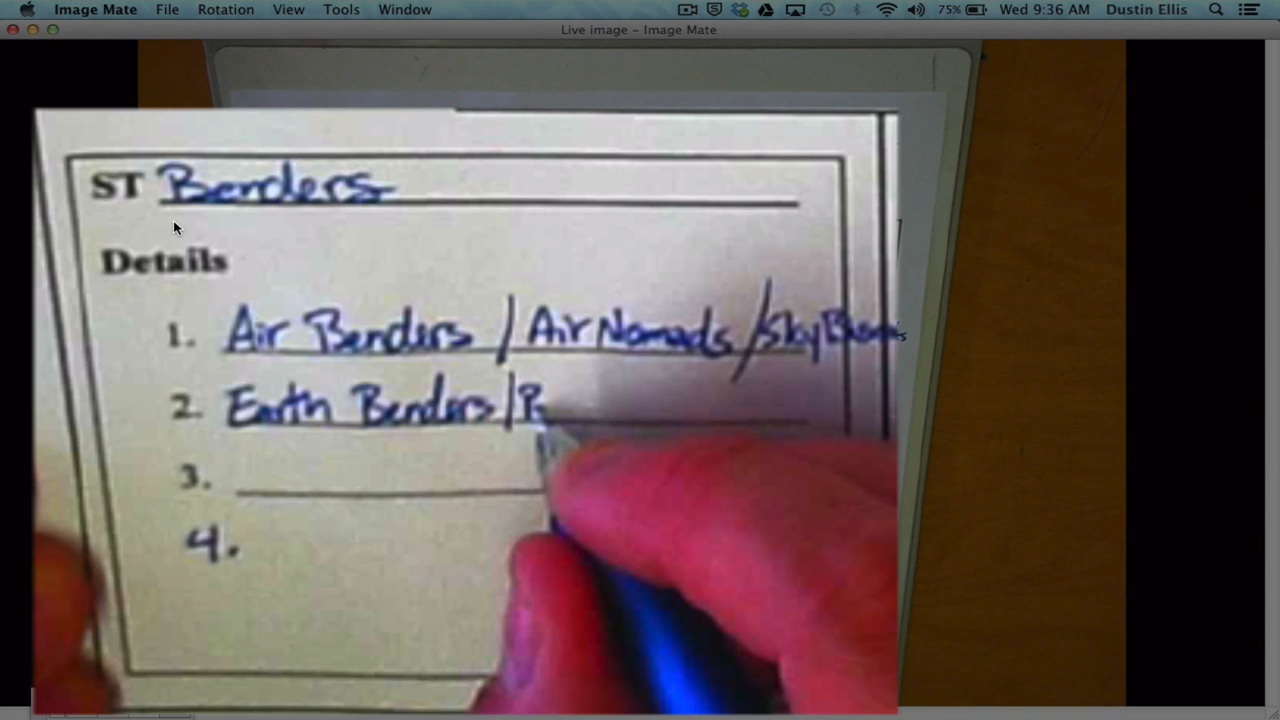 Image Mate File Rotation View Tools Window 75% Wed 9:36 AM Dustin Ellis
Live image – Image Mate
ST Benders
Details
1. Air Benders / Air Nomads / Sky
2. Earth Benders / R
3.
4.